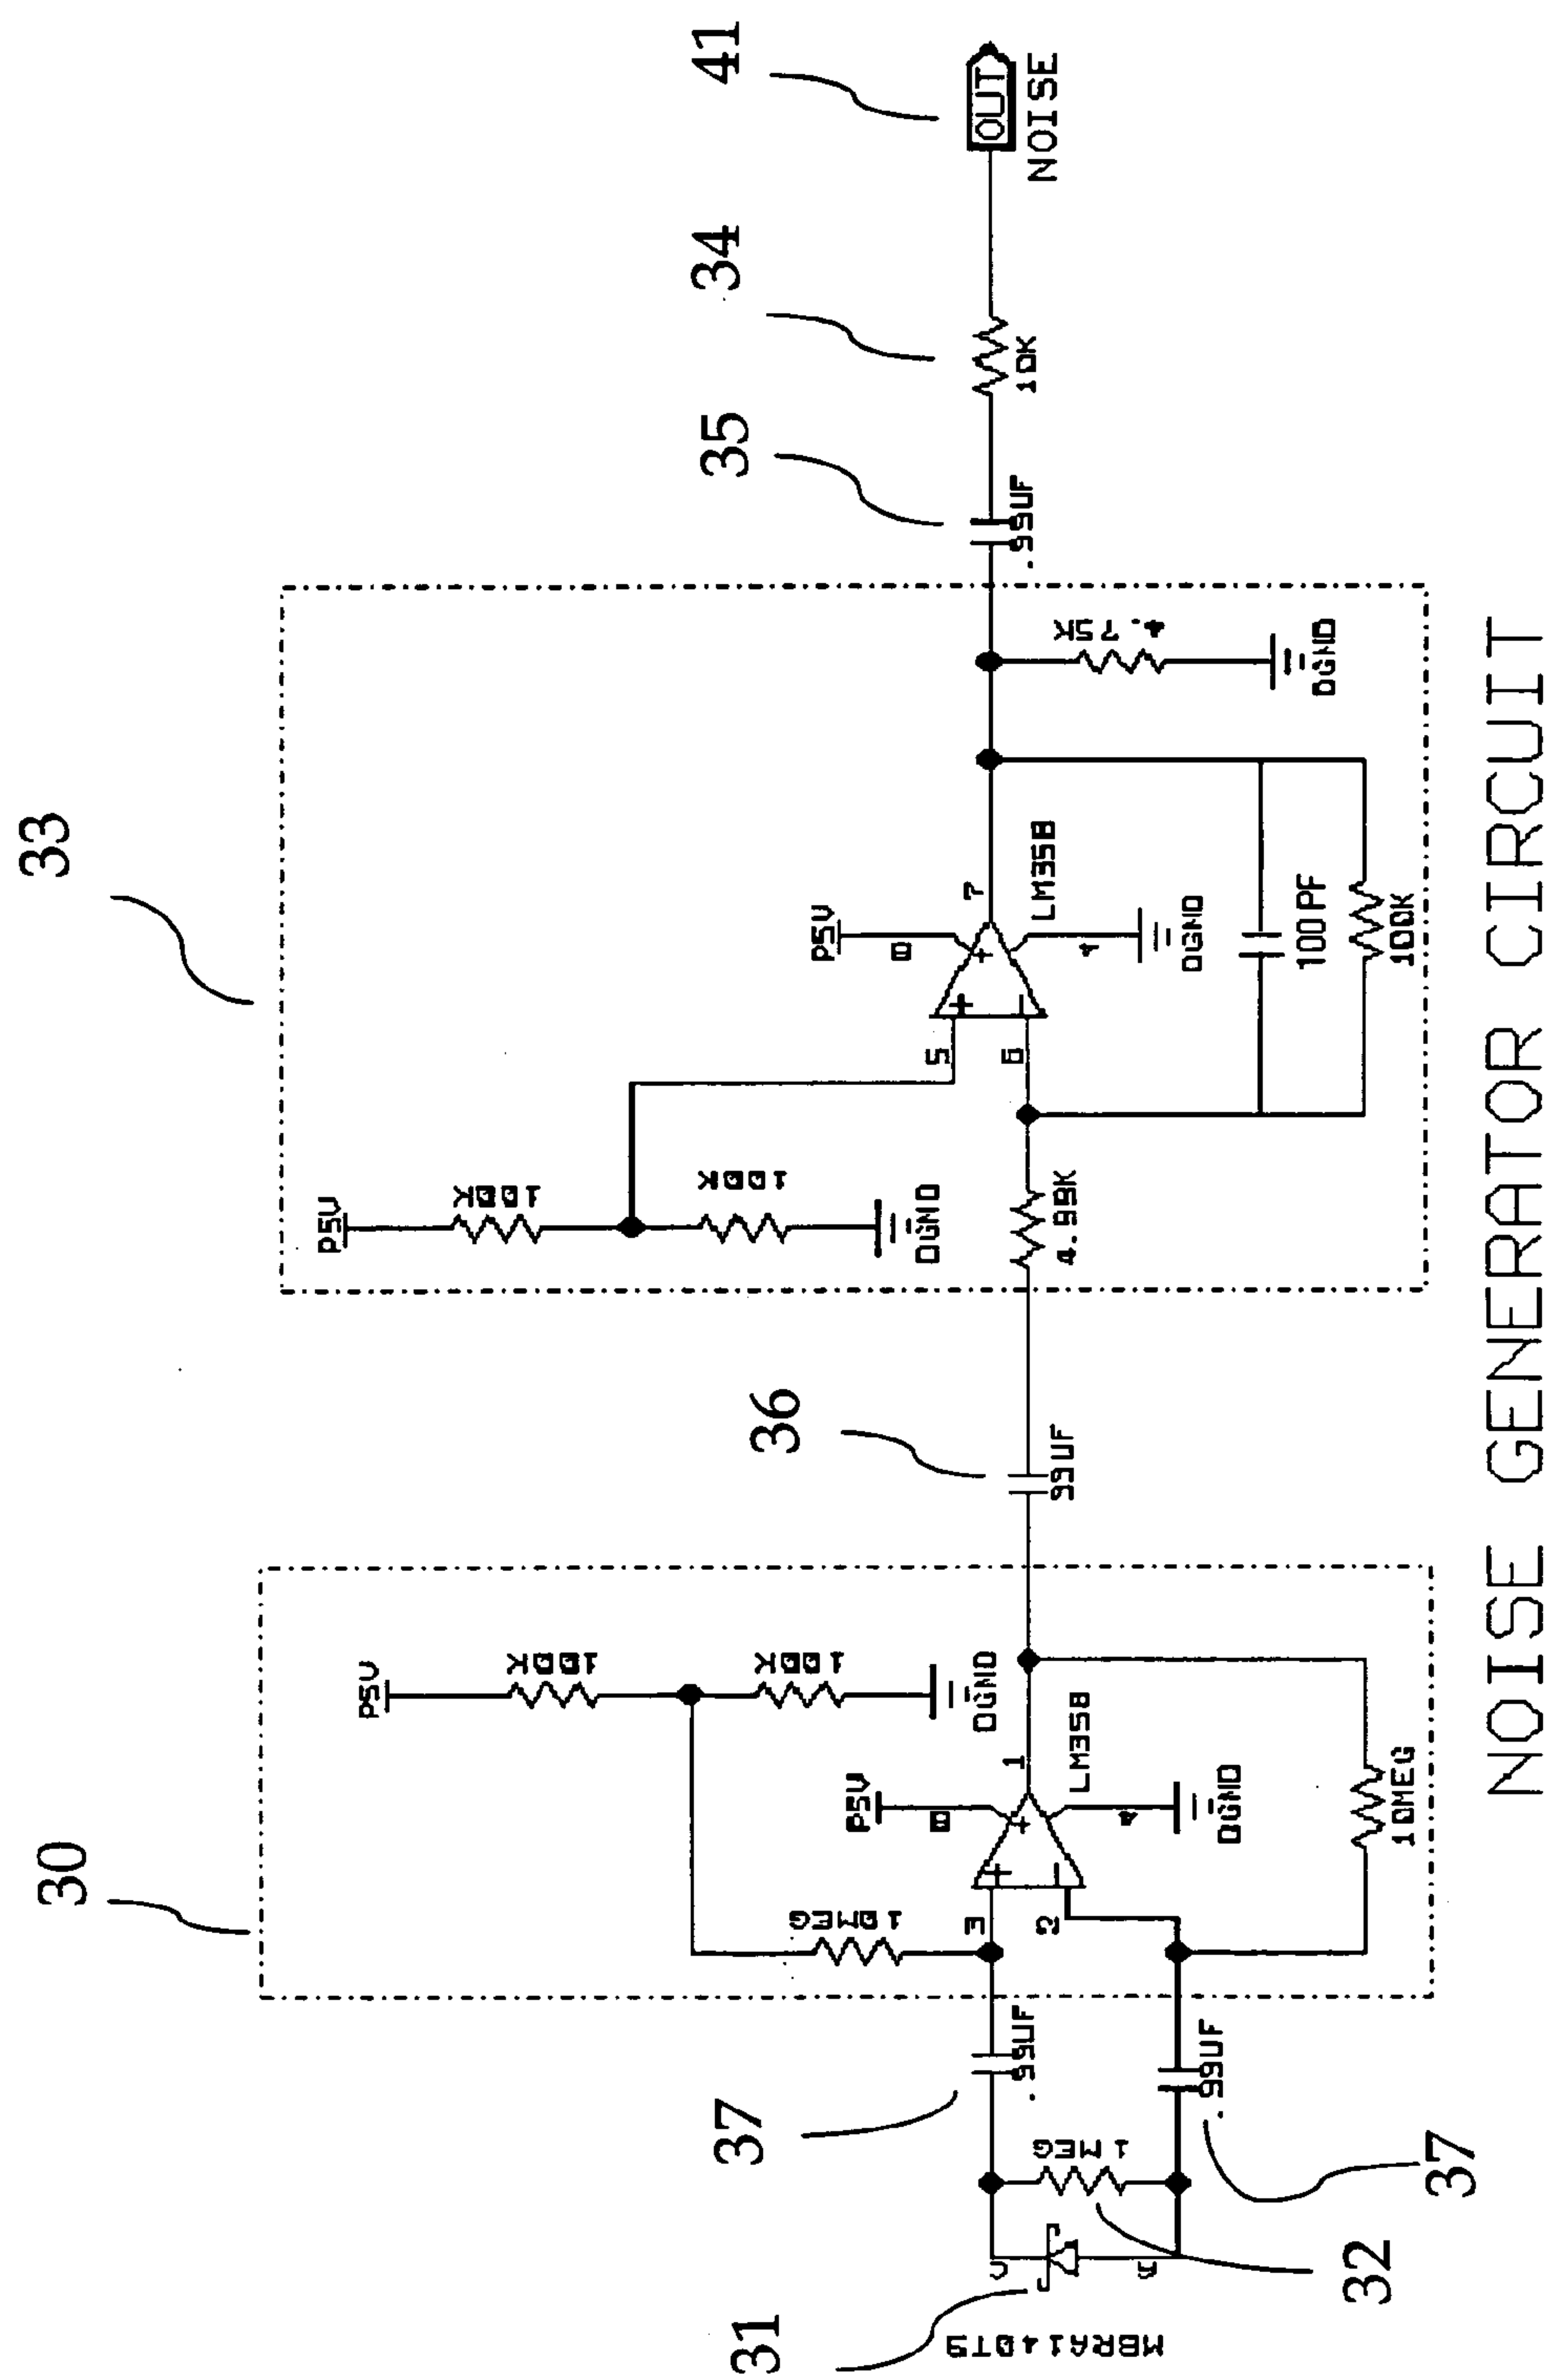 30
33
31
MBRA140T3
32
1 MEG
37
.99UF
37
.99UF
10MEG
P5V
100K
100K
DGND
3
2
P5V
8
1
4
DGND
LM358
10MEG
36
.99UF
P5V
100K
100K
DGND
4.99K
5
6
P5V
8
7
4
DGND
LM358
100PF
100K
4.75K
DGND
35
.99UF
34
10K
41
OUT
NOISE
NOISE GENERATOR CIRCUIT